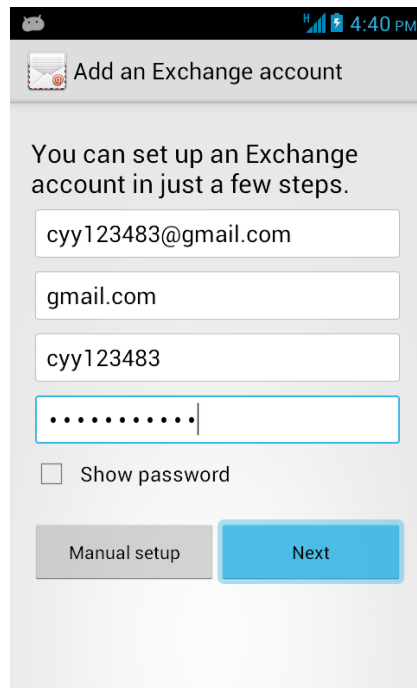 H 4:40 PM
Add an Exchange account
You can set up an Exchange
account in just a few steps.
cyy123483@gmail.com
gmail.com
cyy123483
•••••••••••
Show password
Manual setup
Next